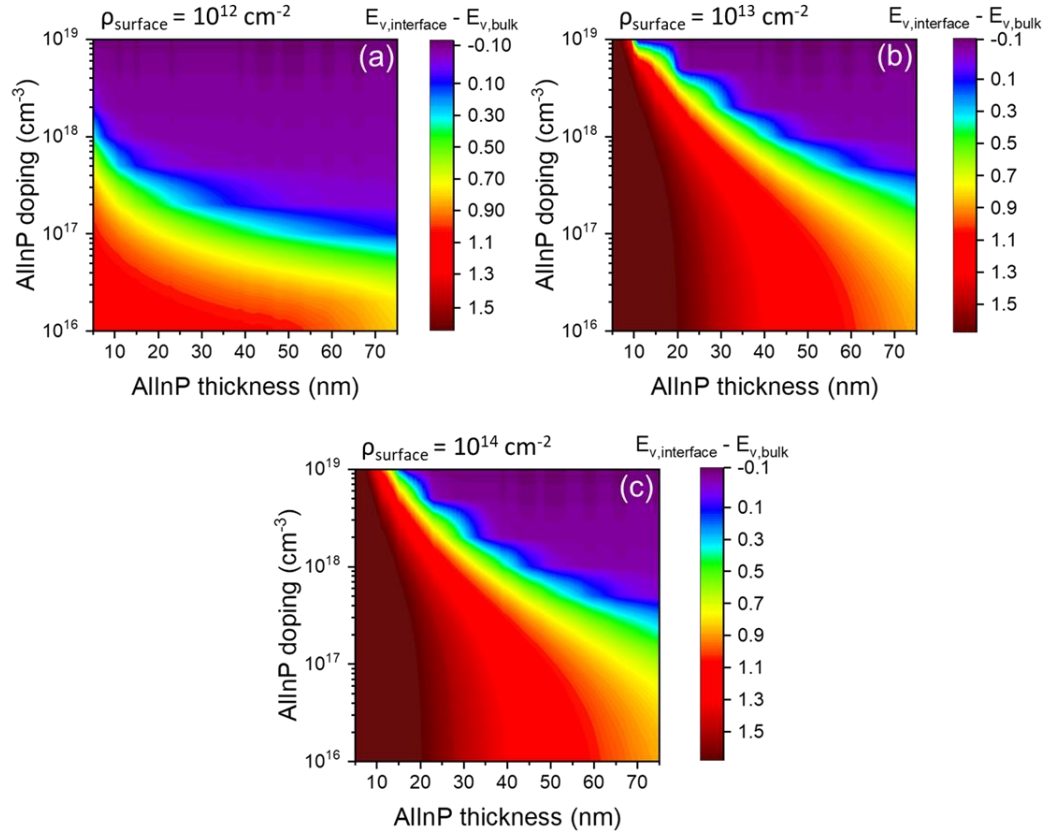 ρsurface = 10¹² cm⁻²
Ev,interface - Ev,bulk
(a)
10¹⁹
10¹⁸
10¹⁷
10¹⁶
AlInP doping (cm⁻³)
10 20 30 40 50 60 70
AlInP thickness (nm)
-0.10
0.10
0.30
0.50
0.70
0.90
1.1
1.3
1.5
ρsurface = 10¹³ cm⁻²
Ev,interface - Ev,bulk
(b)
10¹⁹
10¹⁸
10¹⁷
10¹⁶
AlInP doping (cm⁻³)
10 20 30 40 50 60 70
AlInP thickness (nm)
-0.1
0.1
0.3
0.5
0.7
0.9
1.1
1.3
1.5
ρsurface = 10¹⁴ cm⁻²
Ev,interface - Ev,bulk
(c)
10¹⁹
10¹⁸
10¹⁷
10¹⁶
AlInP doping (cm⁻³)
10 20 30 40 50 60 70
AlInP thickness (nm)
-0.1
0.1
0.3
0.5
0.7
0.9
1.1
1.3
1.5